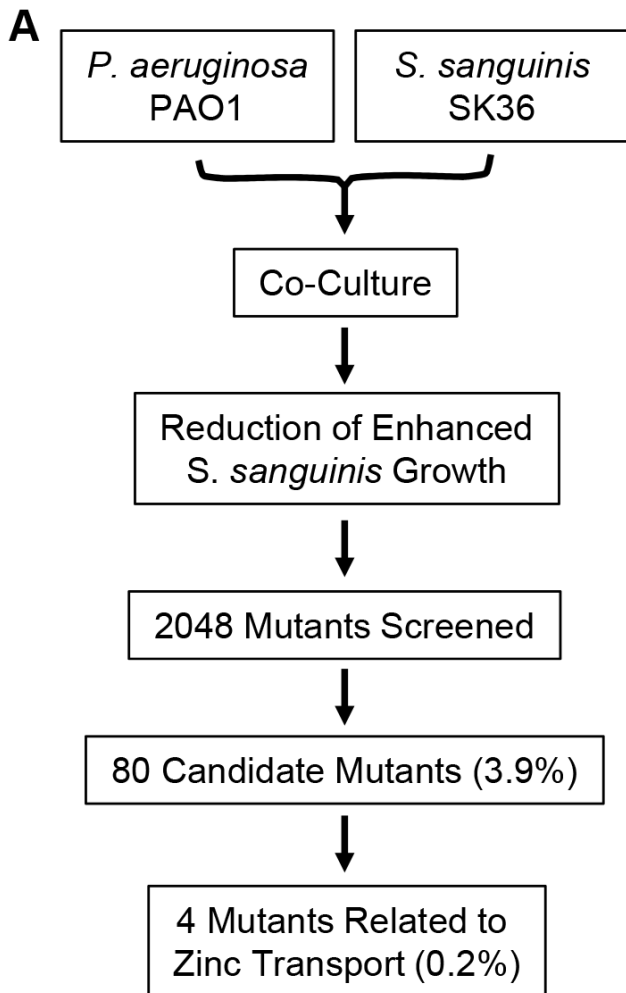 A
P. aeruginosa
PAO1
S. sanguinis
SK36
Co-Culture
Reduction of Enhanced
S. sanguinis Growth
2048 Mutants Screened
80 Candidate Mutants (3.9%)
4 Mutants Related to
Zinc Transport (0.2%)